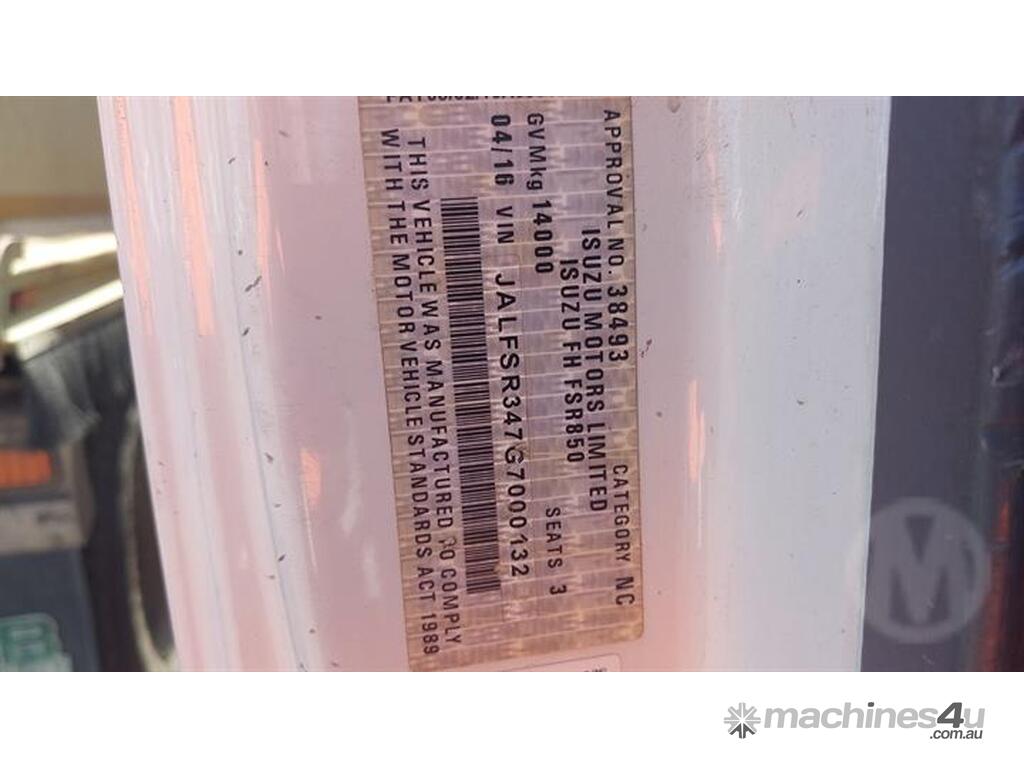 APPROVAL NO. 38493 CATEGORY NC
ISUZU MOTORS LIMITED
ISUZU FH FSR850
GVMkg 14000 SEATS 3
04/16 VIN JALFSR347G7000132
THIS VEHICLE WAS MANUFACTURED TO COMPLY
WITH THE MOTOR VEHICLE STANDARDS ACT 1989
M
machines4u
.com.au